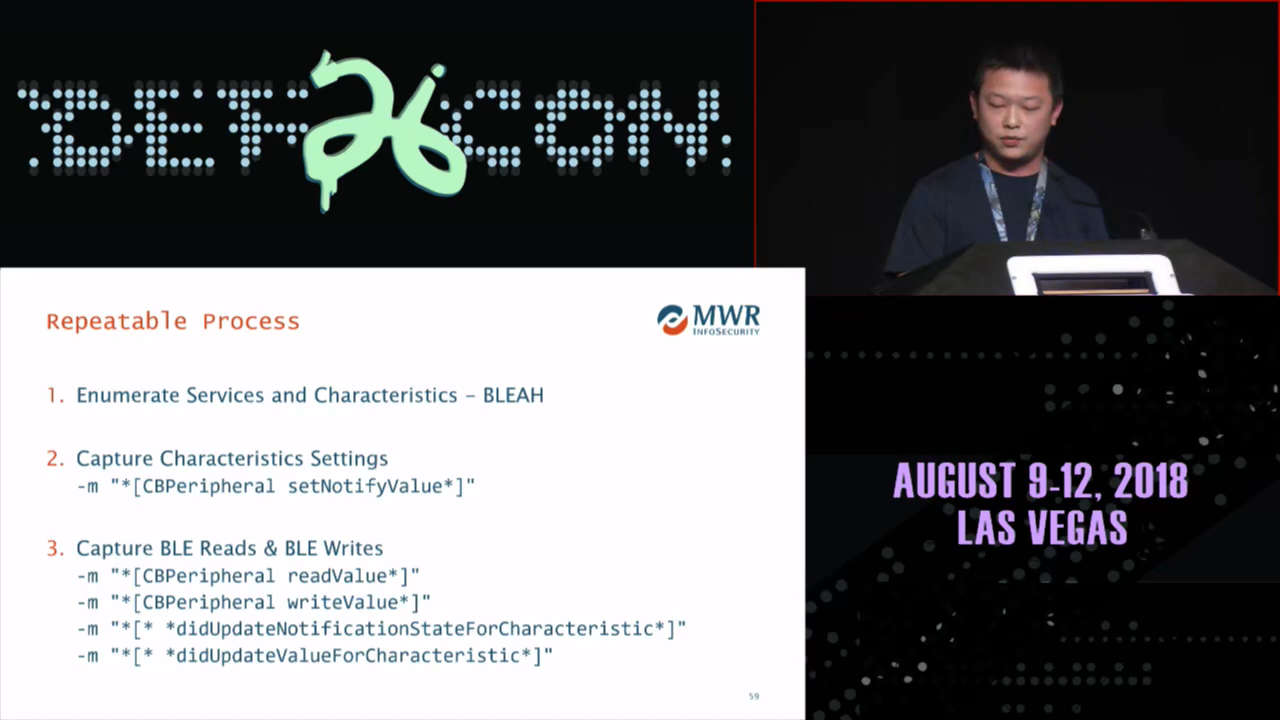 DEF CON 26
Repeatable Process
MWR
INFOSECURITY
1. Enumerate Services and Characteristics – BLEAH
2. Capture Characteristics Settings
-m "*[CBPeripheral setNotifyValue*]"
3. Capture BLE Reads & BLE Writes
-m "*[CBPeripheral readValue*]"
-m "*[CBPeripheral writeValue*]"
-m "*[* *didUpdateNotificationStateForCharacteristic*]"
-m "*[* *didUpdateValueForCharacteristic*]"
59
AUGUST 9-12, 2018
LAS VEGAS